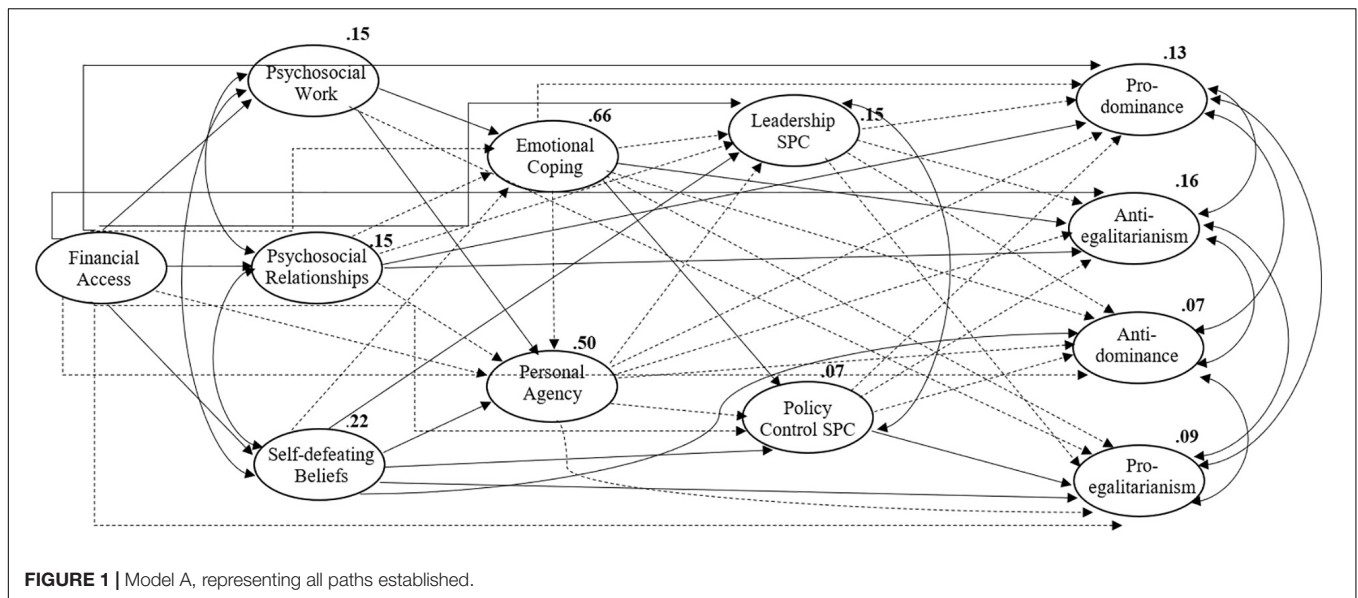 .15
Psychosocial
Work
.66
Emotional
Coping
.15
Leadership
SPC
.13
Pro-
dominance
.16
Anti-
egalitarianism
Financial
Access
.15
Psychosocial
Relationships
.50
Personal
Agency
.07
Policy
Control SPC
.07
Anti-
dominance
.22
Self-defeating
Beliefs
.09
Pro-
egalitarianism
FIGURE 1 | Model A, representing all paths established.